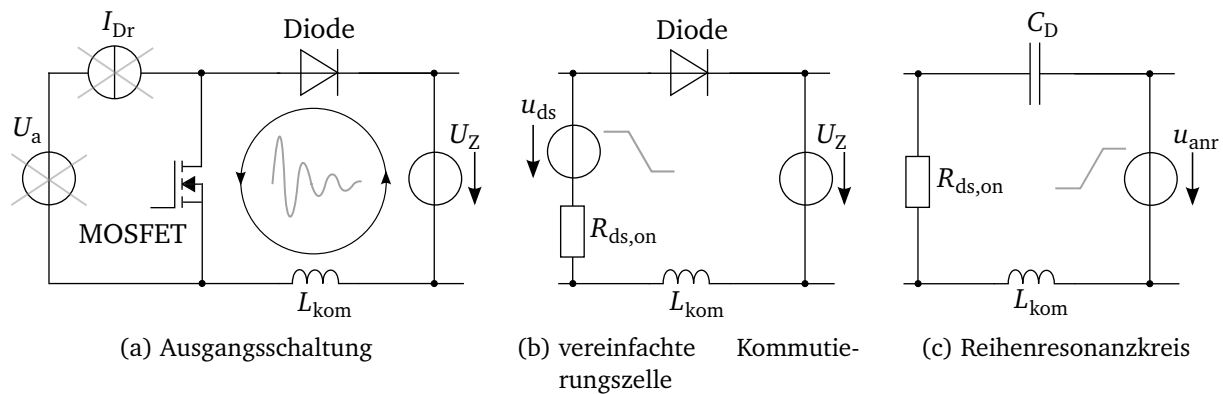 I_Dr
Diode
U_a
U_Z
MOSFET
L_kom
(a) Ausgangsschaltung
Diode
u_ds
U_Z
R_ds,on
L_kom
(b) vereinfachte Kommutie-
rungszelle
C_D
u_anr
R_ds,on
L_kom
(c) Reihenresonanzkreis